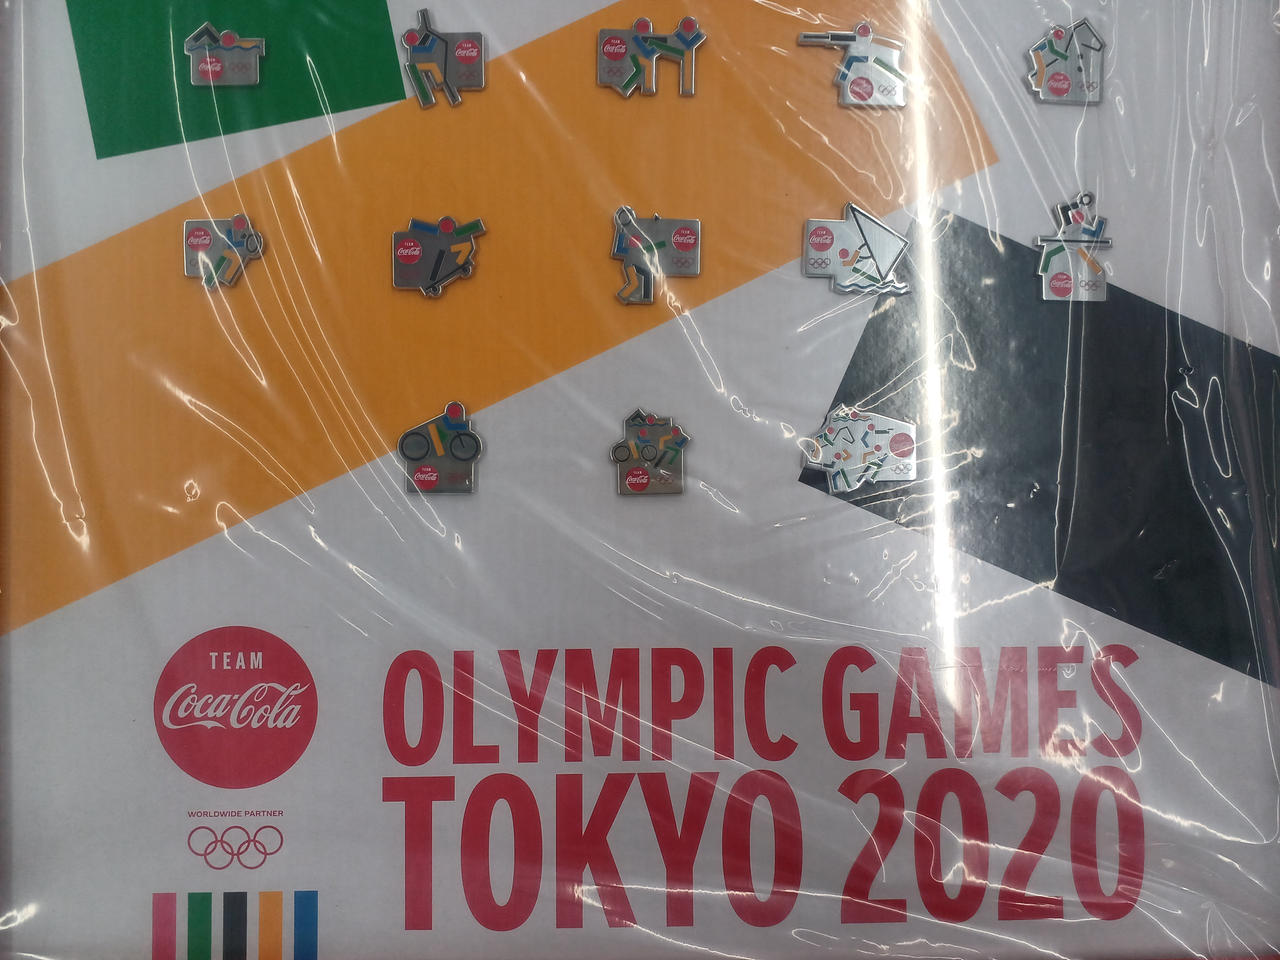 TEAM
Coca-Cola
WORLDWIDE PARTNER
OLYMPIC GAMES
TOKYO 2020